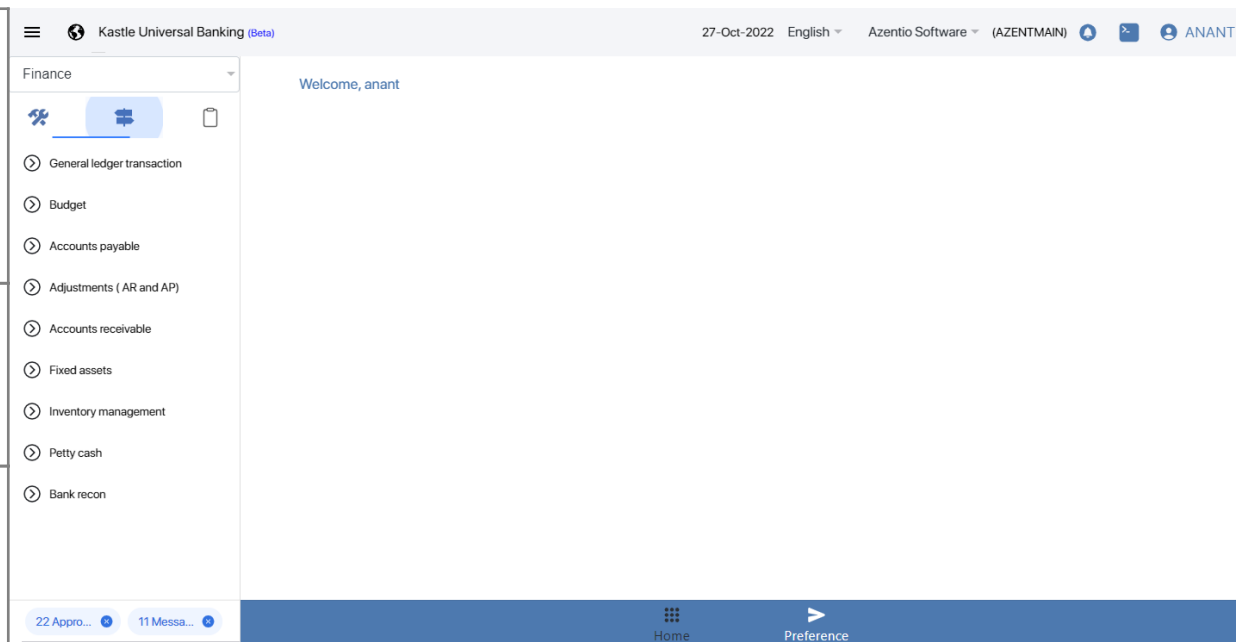 Kastle Universal Banking (Beta)
27-Oct-2022 English Azentio Software (AZENTMAIN) ANANT
Finance
Welcome, anant
General ledger transaction
Budget
Accounts payable
Adjustments ( AR and AP)
Accounts receivable
Fixed assets
Inventory management
Petty cash
Bank recon
22 Appro... 11 Messa...
Home Preference